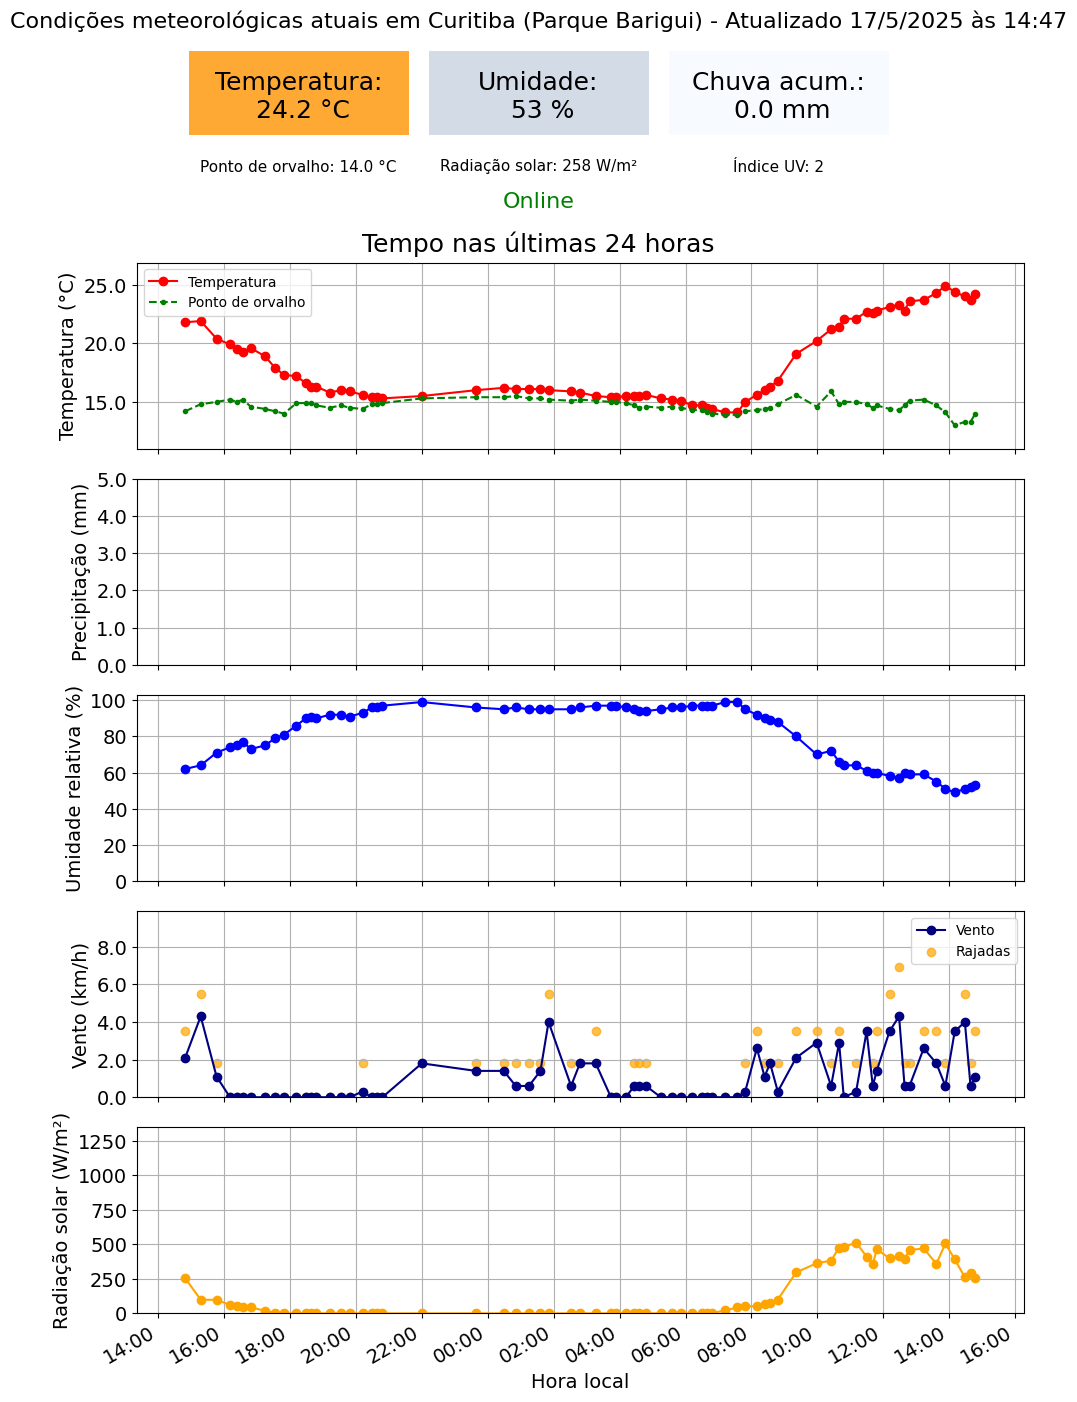 Condições meteorológicas atuais em Curitiba (Parque Barigui) - Atualizado 17/5/2025 às 14:47
Temperatura:
24.2 °C
Umidade:
53 %
Chuva acum.:
0.0 mm
Ponto de orvalho: 14.0 °C
Radiação solar: 258 W/m²
Índice UV: 2
Online
Tempo nas últimas 24 horas
Temperatura (°C)
25.0
20.0
15.0
Temperatura
Ponto de orvalho
Precipitação (mm)
5.0
4.0
3.0
2.0
1.0
0.0
Umidade relativa (%)
100
80
60
40
20
0
Vento (km/h)
8.0
6.0
4.0
2.0
0.0
Vento
Rajadas
Radiação solar (W/m²)
1250
1000
750
500
250
0
14:00
16:00
18:00
20:00
22:00
00:00
02:00
04:00
06:00
08:00
10:00
12:00
14:00
16:00
Hora local